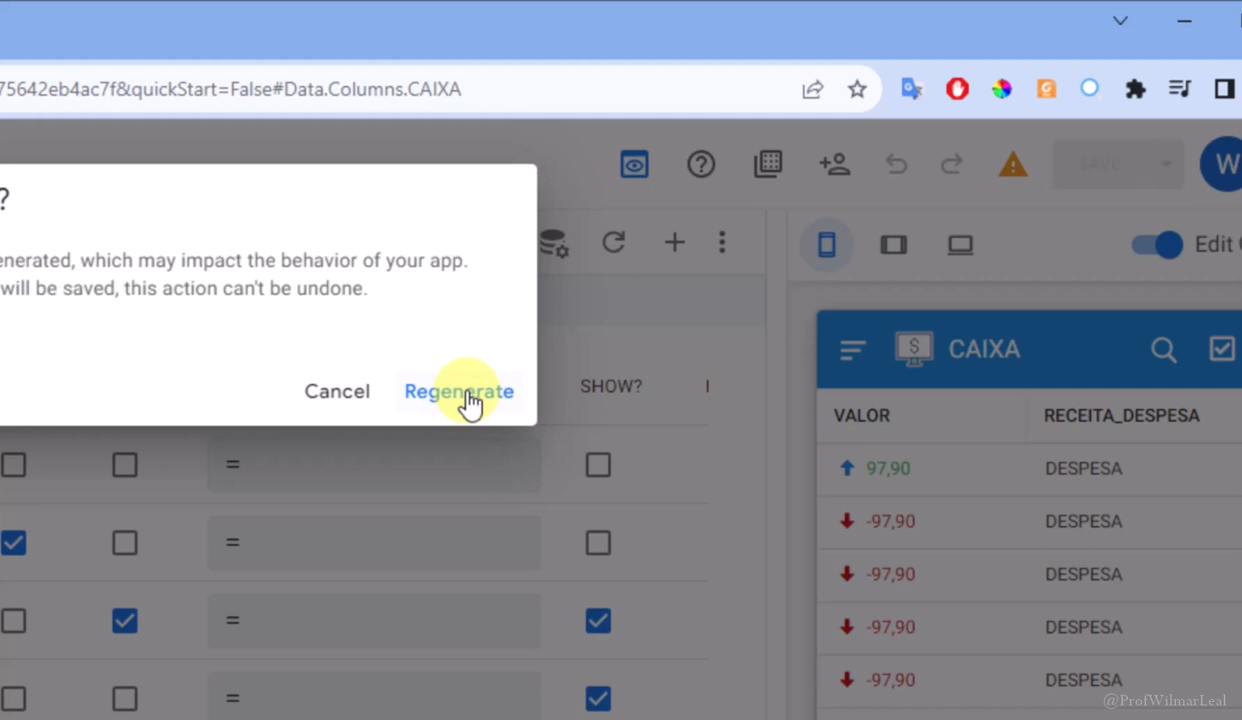 75642eb4ac7f&quickStart=False#Data.Columns.CAIXA
W
SAVE
?
enerated, which may impact the behavior of your app.
will be saved, this action can't be undone.
Cancel
Regenerate
Edit
SHOW?
CAIXA
$
VALOR
RECEITA_DESPESA
=
97,90
DESPESA
-97,90
DESPESA
=
-97,90
DESPESA
=
-97,90
DESPESA
=
-97,90
DESPESA
@ProfWilmarLeal